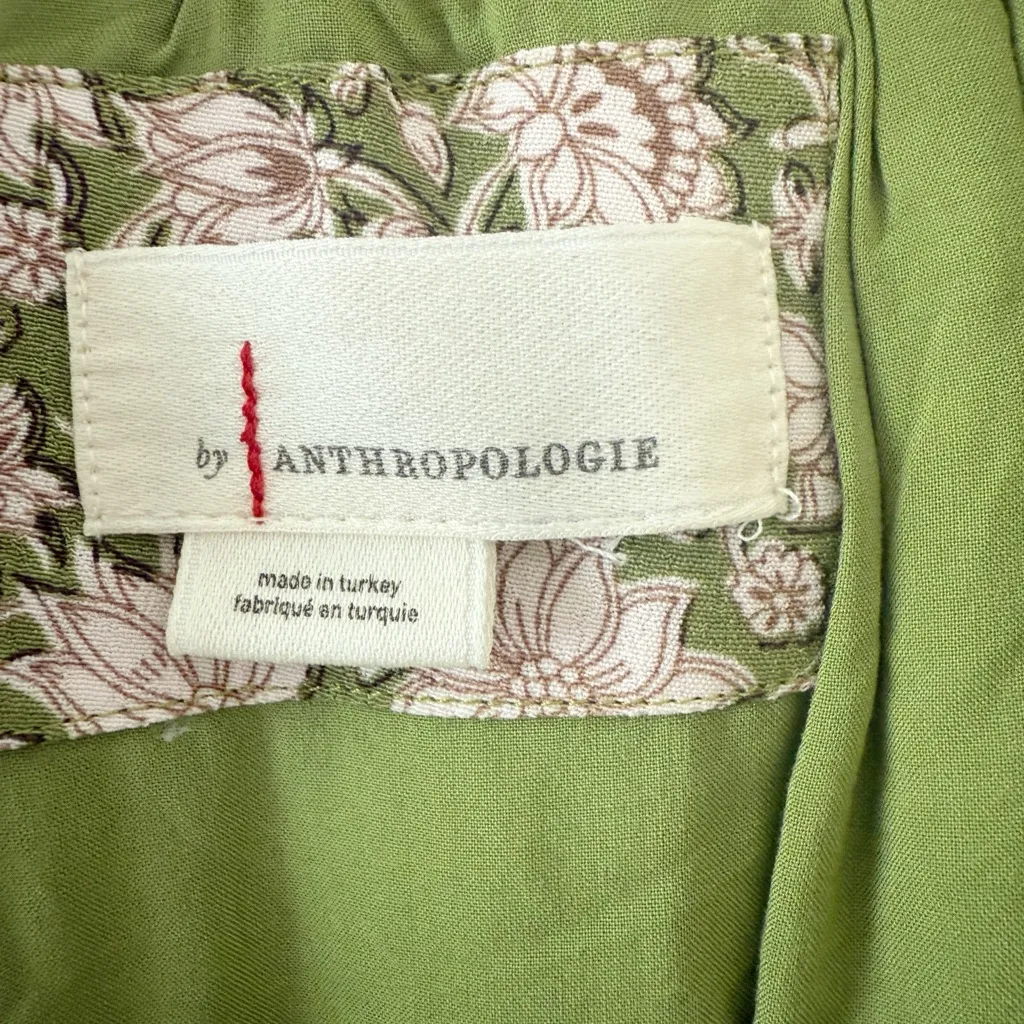 by ANTHROPOLOGIE
made in turkey
fabriqué en turquie